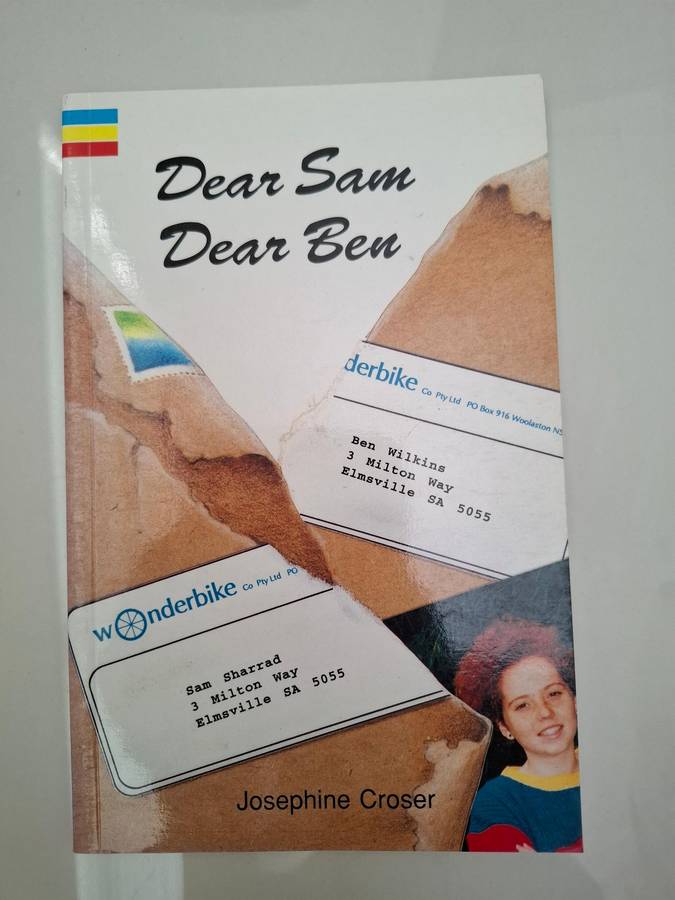 Dear Sam
Dear Ben
derbike Co Pty Ltd PO Box 916 Woolaston NS
Ben Wilkins
3 Milton Way
Elmsville SA 5055
wonderbike Co Pty Ltd PO
Sam Sharrad
3 Milton Way
Elmsville SA 5055
Josephine Croser